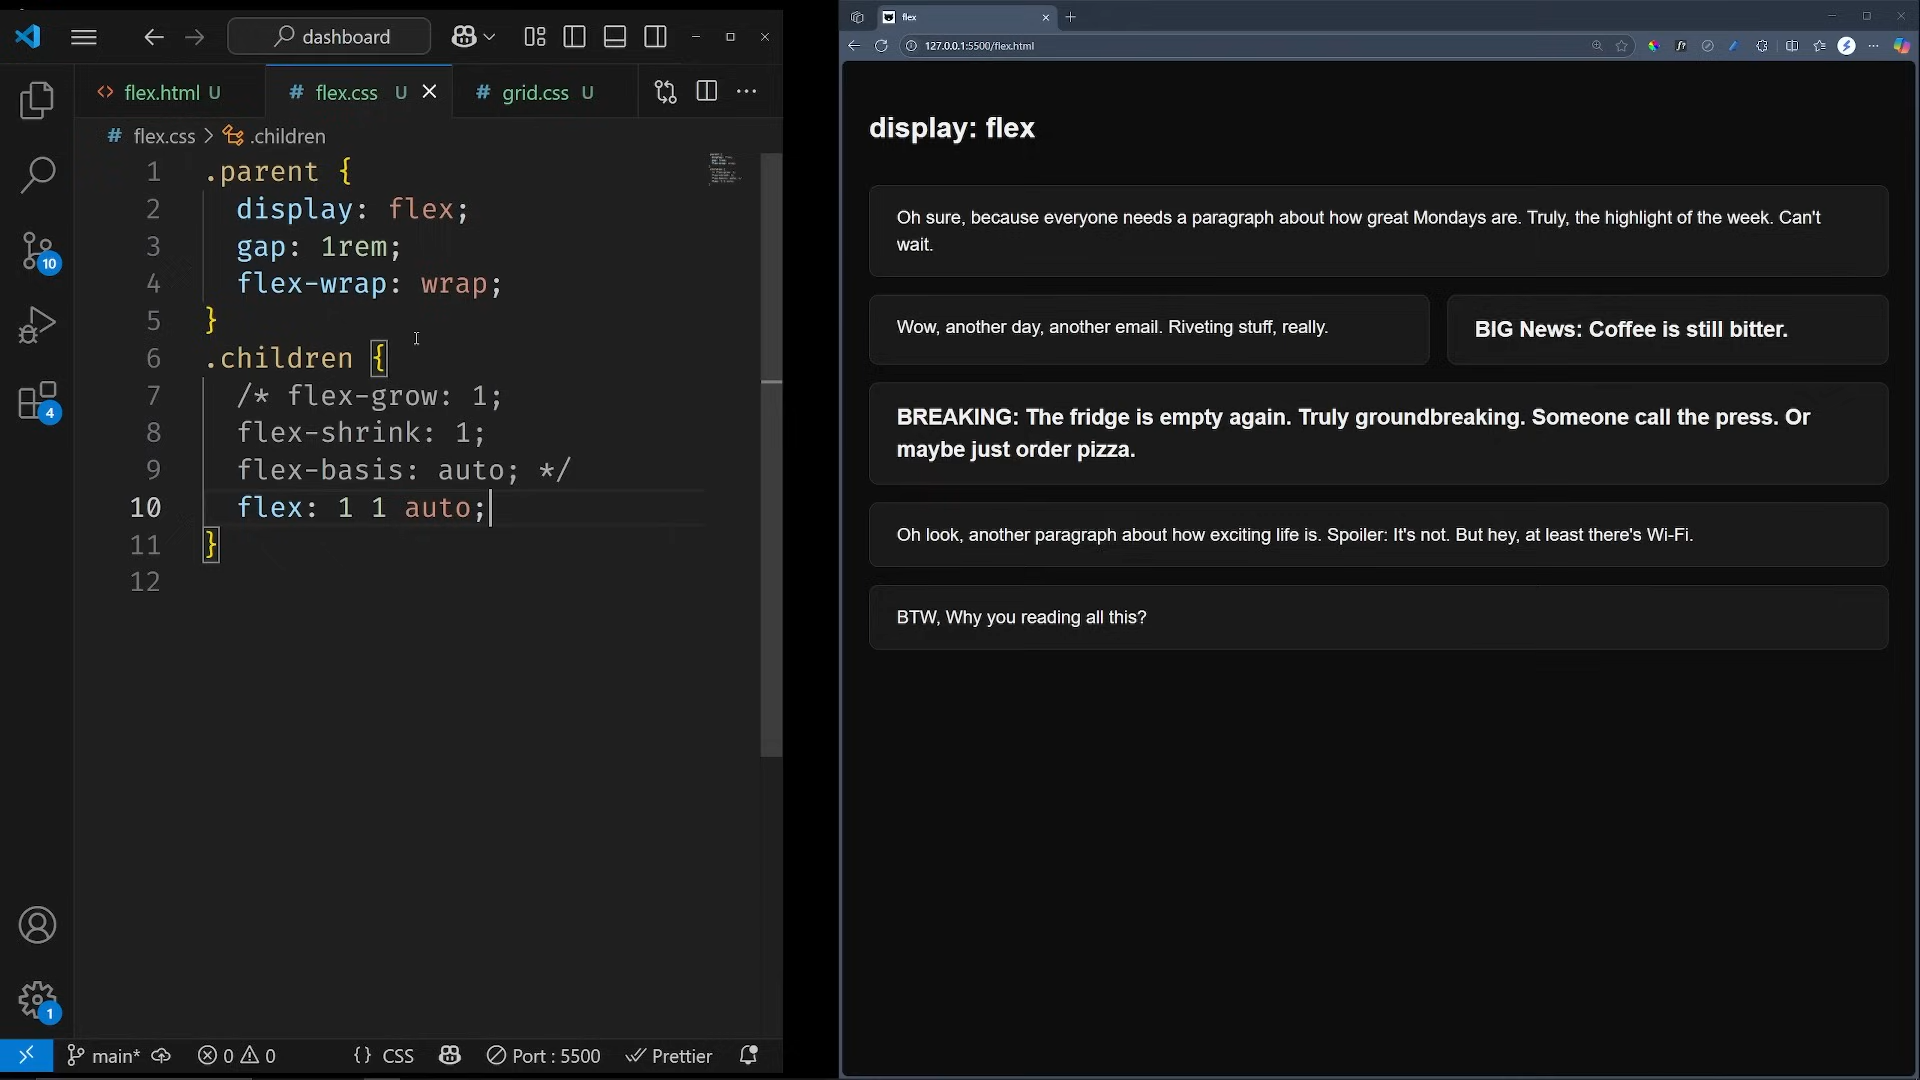 dashboard
flex.html U
# flex.css U
# grid.css U
# flex.css > .children
1 .parent {
2 display: flex;
3 gap: 1rem;
4 flex-wrap: wrap;
5 }
6 .children {
7 /* flex-grow: 1;
8 flex-shrink: 1;
9 flex-basis: auto; */
10 flex: 1 1 auto;
11 }
12
10
4
1
main* 0 0 {} CSS Port : 5500 Prettier
flex
127.0.0.1:5500/flex.html
display: flex
Oh sure, because everyone needs a paragraph about how great Mondays are. Truly, the highlight of the week. Can't
wait.
Wow, another day, another email. Riveting stuff, really.
BIG News: Coffee is still bitter.
BREAKING: The fridge is empty again. Truly groundbreaking. Someone call the press. Or
maybe just order pizza.
Oh look, another paragraph about how exciting life is. Spoiler: It's not. But hey, at least there's Wi-Fi.
BTW, Why you reading all this?